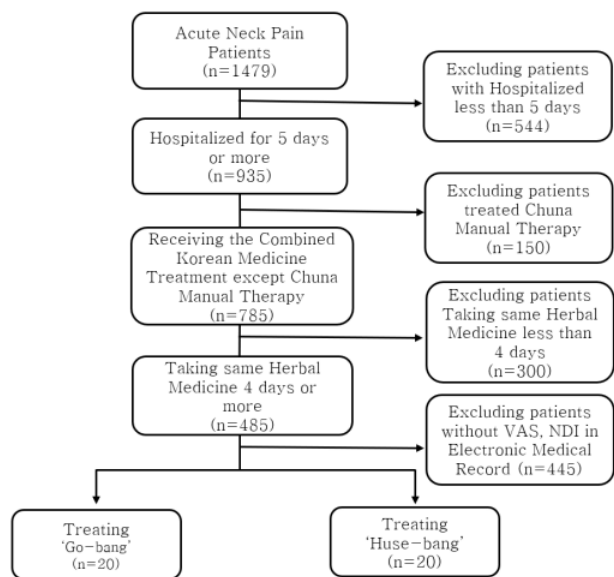 Acute Neck Pain
Patients
(n=1479)
Excluding patients
with Hospitalized
less than 5 days
(n=544)
Hospitalized for 5 days
or more
(n=935)
Excluding patients
treated Chuna
Manual Therapy
(n=150)
Receiving the Combined
Korean Medicine
Treatment except Chuna
Manual Therapy
(n=785)
Excluding patients
Taking same Herbal
Medicine less than
4 days
(n=300)
Taking same Herbal
Medicine 4 days or
more
(n=485)
Excluding patients
without VAS, NDI in
Electronic Medical
Record (n=445)
Treating
‘Go-bang’
(n=20)
Treating
‘Huse-bang’
(n=20)